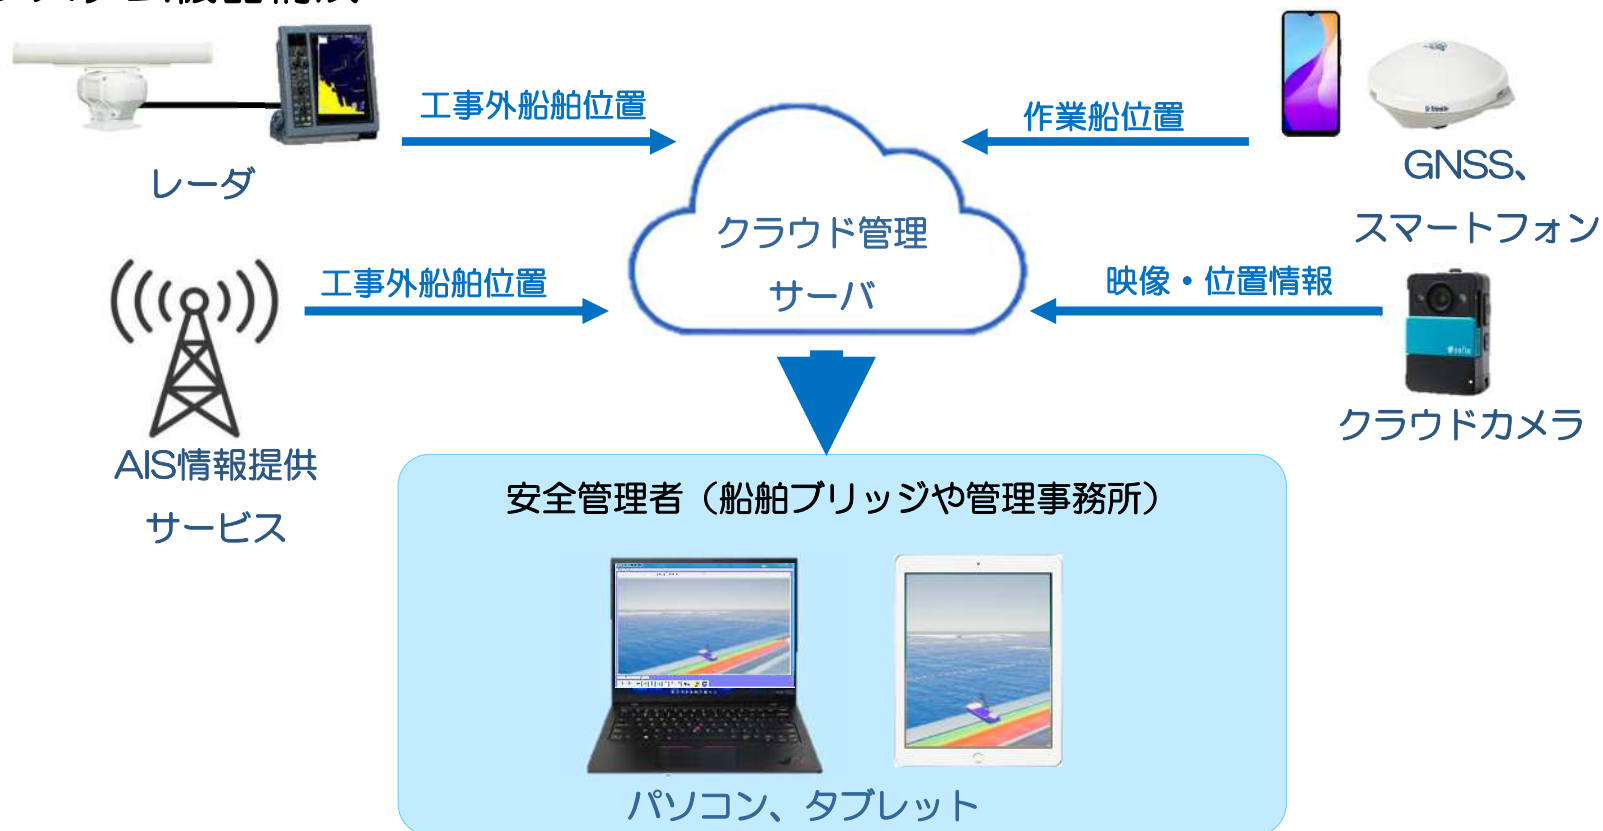 工事外船舶位置
作業船位置
レーダ
GNSS、
スマートフォン
クラウド管理
サーバ
工事外船舶位置
映像・位置情報
AIS情報提供
サービス
クラウドカメラ
安全管理者（船舶ブリッジや管理事務所）
パソコン、タブレット